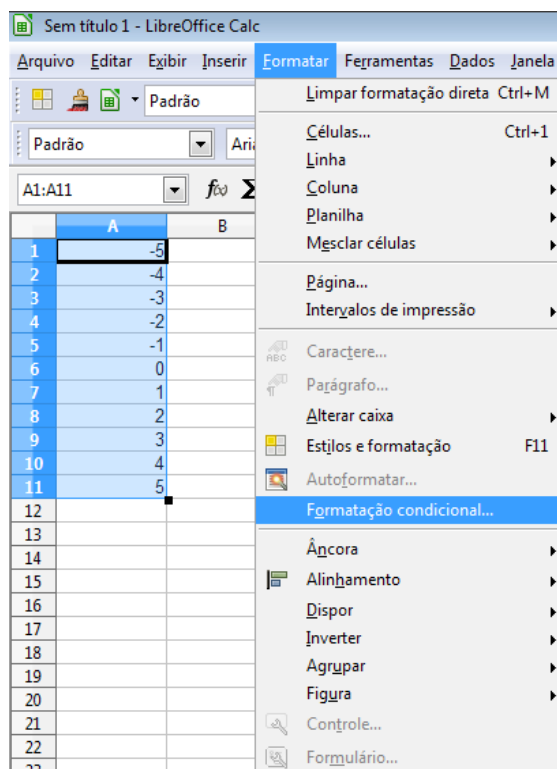 Sem título 1 - LibreOffice Calc
Arquivo Editar Exibir Inserir Formatar Ferramentas Dados Janela
Padrão
Padrão
A1:A11
A B
1 -5
2 -4
3 -3
4 -2
5 -1
6 0
7 1
8 2
9 3
10 4
11 5
12
13
14
15
16
17
18
19
20
21
22
Limpar formatação direta Ctrl+M
Células... Ctrl+1
Linha
Coluna
Planilha
Mesclar células
Página...
Intervalos de impressão
ABC Caractere...
Parágrafo...
Alterar caixa
Estilos e formatação F11
Autoformatar...
Formatação condicional...
Âncora
Alinhamento
Dispor
Inverter
Agrupar
Figura
Controle...
Formulário...